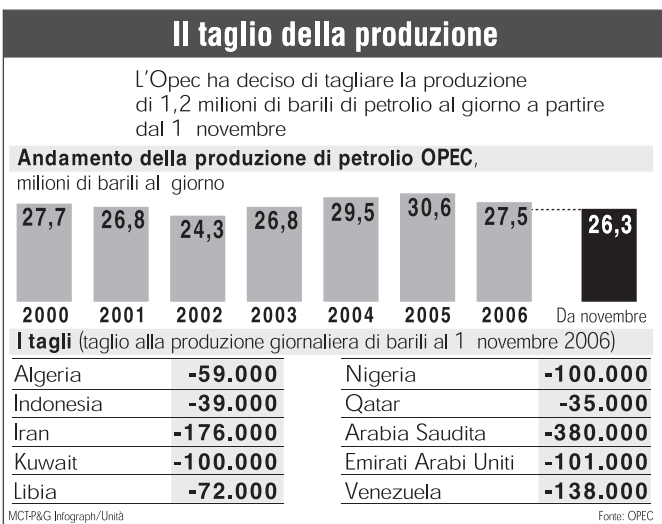 Il taglio della produzione
L'Opec ha deciso di tagliare la produzione
di 1,2 milioni di barili di petrolio al giorno a partire
dal 1 novembre
Andamento della produzione di petrolio OPEC,
milioni di barili al giorno
27,7 26,8 24,3 26,8 29,5 30,6 27,5 26,3
2000 2001 2002 2003 2004 2005 2006 Da novembre
I tagli (taglio alla produzione giornaliera di barili al 1 novembre 2006)
Algeria -59.000 Nigeria -100.000
Indonesia -39.000 Qatar -35.000
Iran -176.000 Arabia Saudita -380.000
Kuwait -100.000 Emirati Arabi Uniti -101.000
Libia -72.000 Venezuela -138.000
MCT-P&G Infograph/Unità Fonte: OPEC